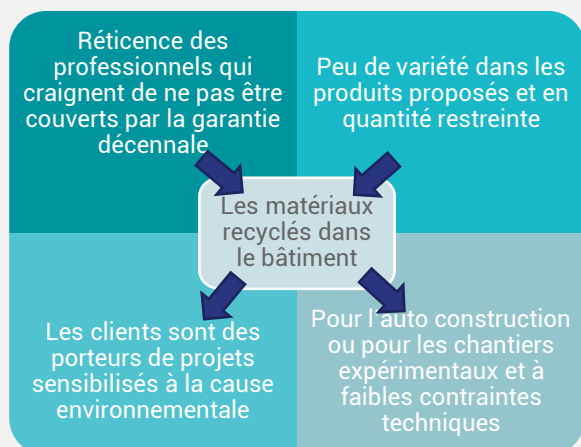 Réticence des
professionnels qui
craignent de ne pas être
couverts par la garantie
décennale
Peu de variété dans les
produits proposés et en
quantité restreinte
Les matériaux
recyclés dans
le bâtiment
Les clients sont des
porteurs de projets
sensibilisés à la cause
environnementale
Pour l'auto construction
ou pour les chantiers
expérimentaux et à
faibles contraintes
techniques